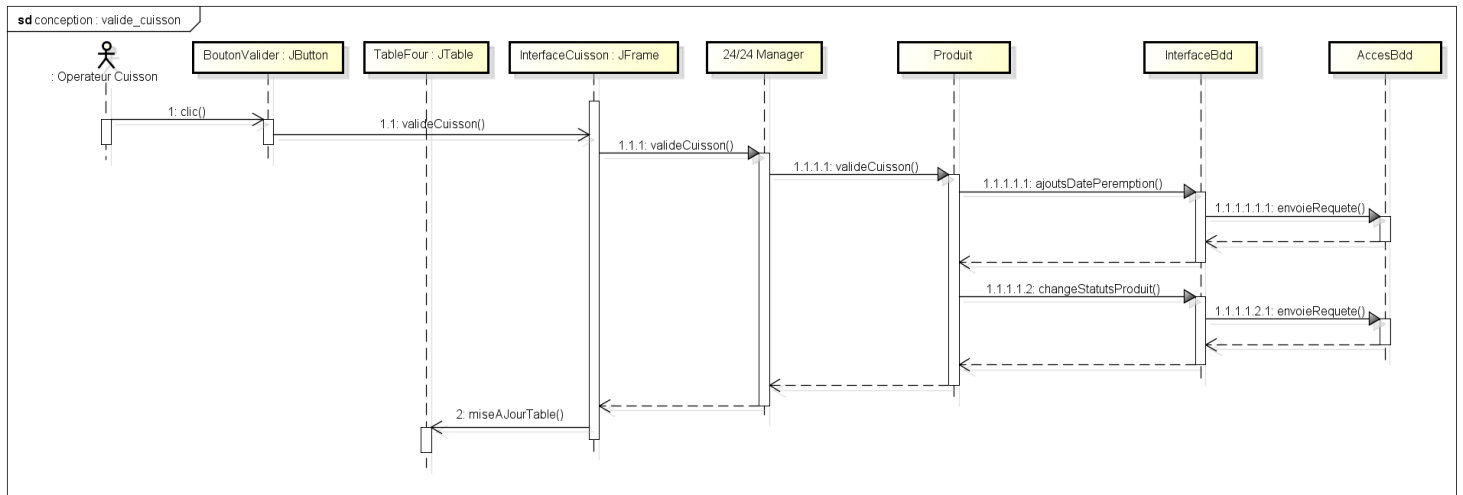 sd conception : valide_cuisson
: Operateur Cuisson
BoutonValider : JButton
TableFour : JTable
InterfaceCuisson : JFrame
24/24 Manager
Produit
InterfaceBdd
AccesBdd
1: clic()
1.1: valideCuisson()
1.1.1: valideCuisson()
1.1.1.1: valideCuisson()
1.1.1.1.1: ajoutsDatePeremption()
1.1.1.1.1.1: envoieRequete()
1.1.1.1.2: changeStatutsProduit()
1.1.1.1.2.1: envoieRequete()
2: miseAJourTable()